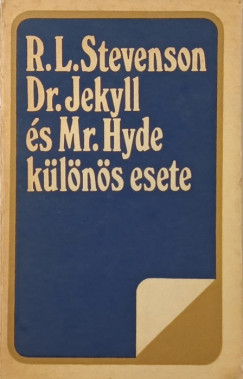 R.L.Stevenson
Dr.Jekyll
és Mr.Hyde
különös esete